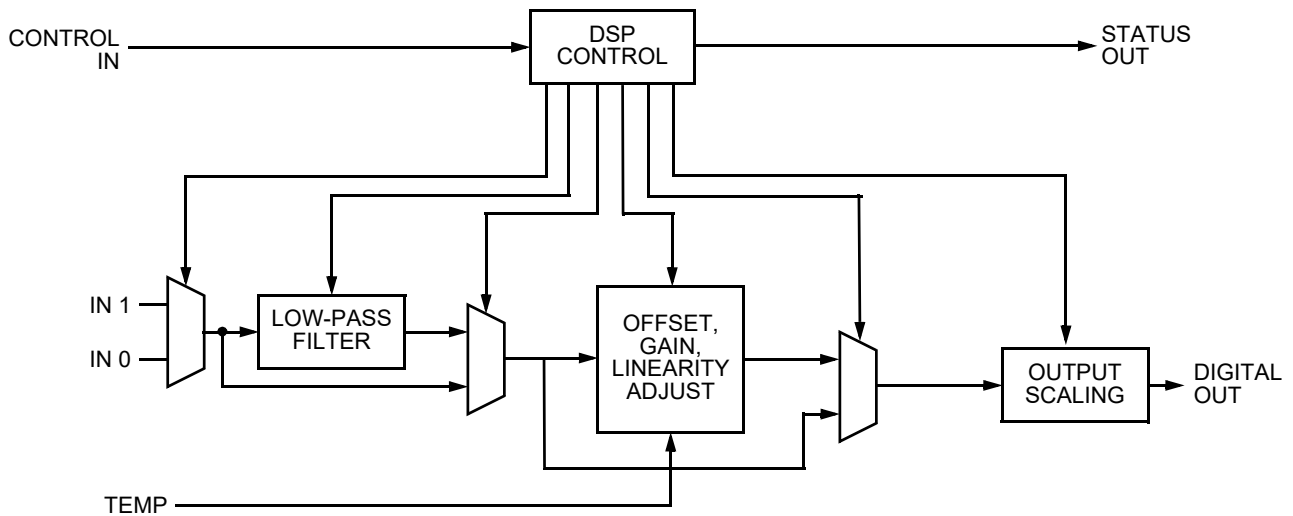 CONTROL
IN
DSP
CONTROL
STATUS
OUT
IN 1
IN 0
LOW-PASS
FILTER
OFFSET,
GAIN,
LINEARITY
ADJUST
OUTPUT
SCALING
DIGITAL
OUT
TEMP